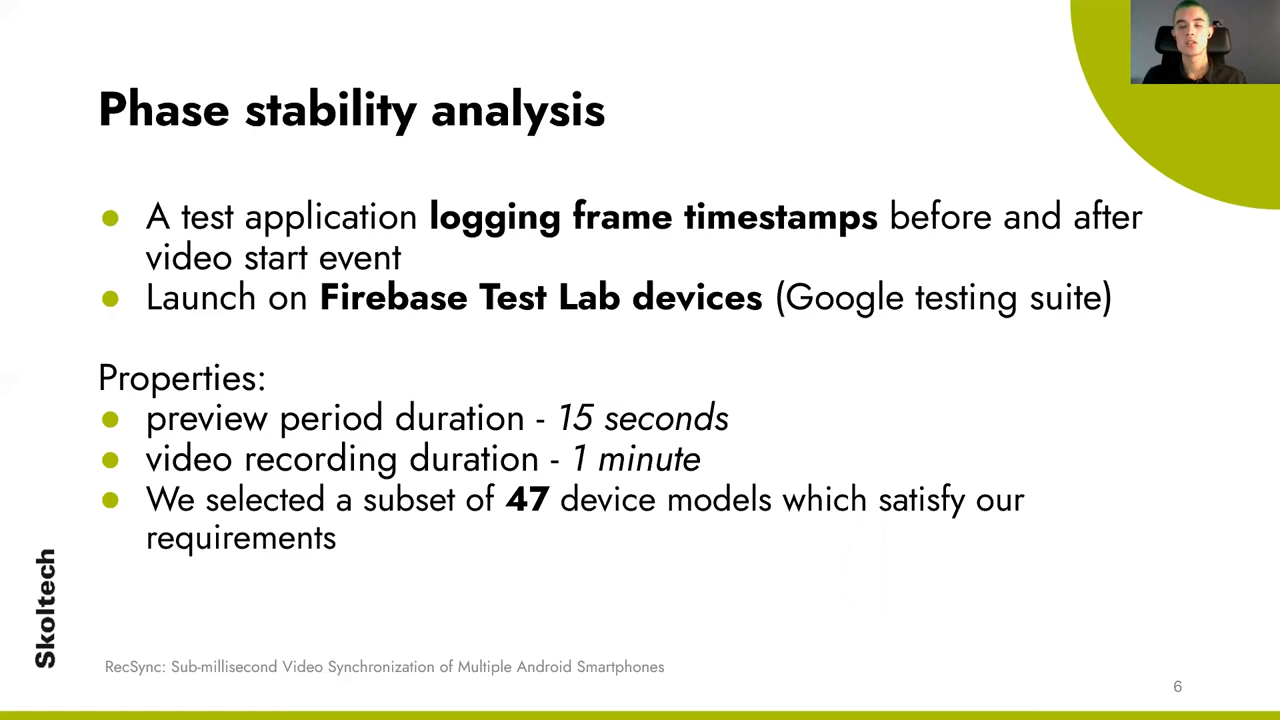 Phase stability analysis
● A test application logging frame timestamps before and after
video start event
● Launch on Firebase Test Lab devices (Google testing suite)
Properties:
● preview period duration - 15 seconds
● video recording duration - 1 minute
● We selected a subset of 47 device models which satisfy our
requirements
Skoltech
RecSync: Sub-millisecond Video Synchronization of Multiple Android Smartphones
6